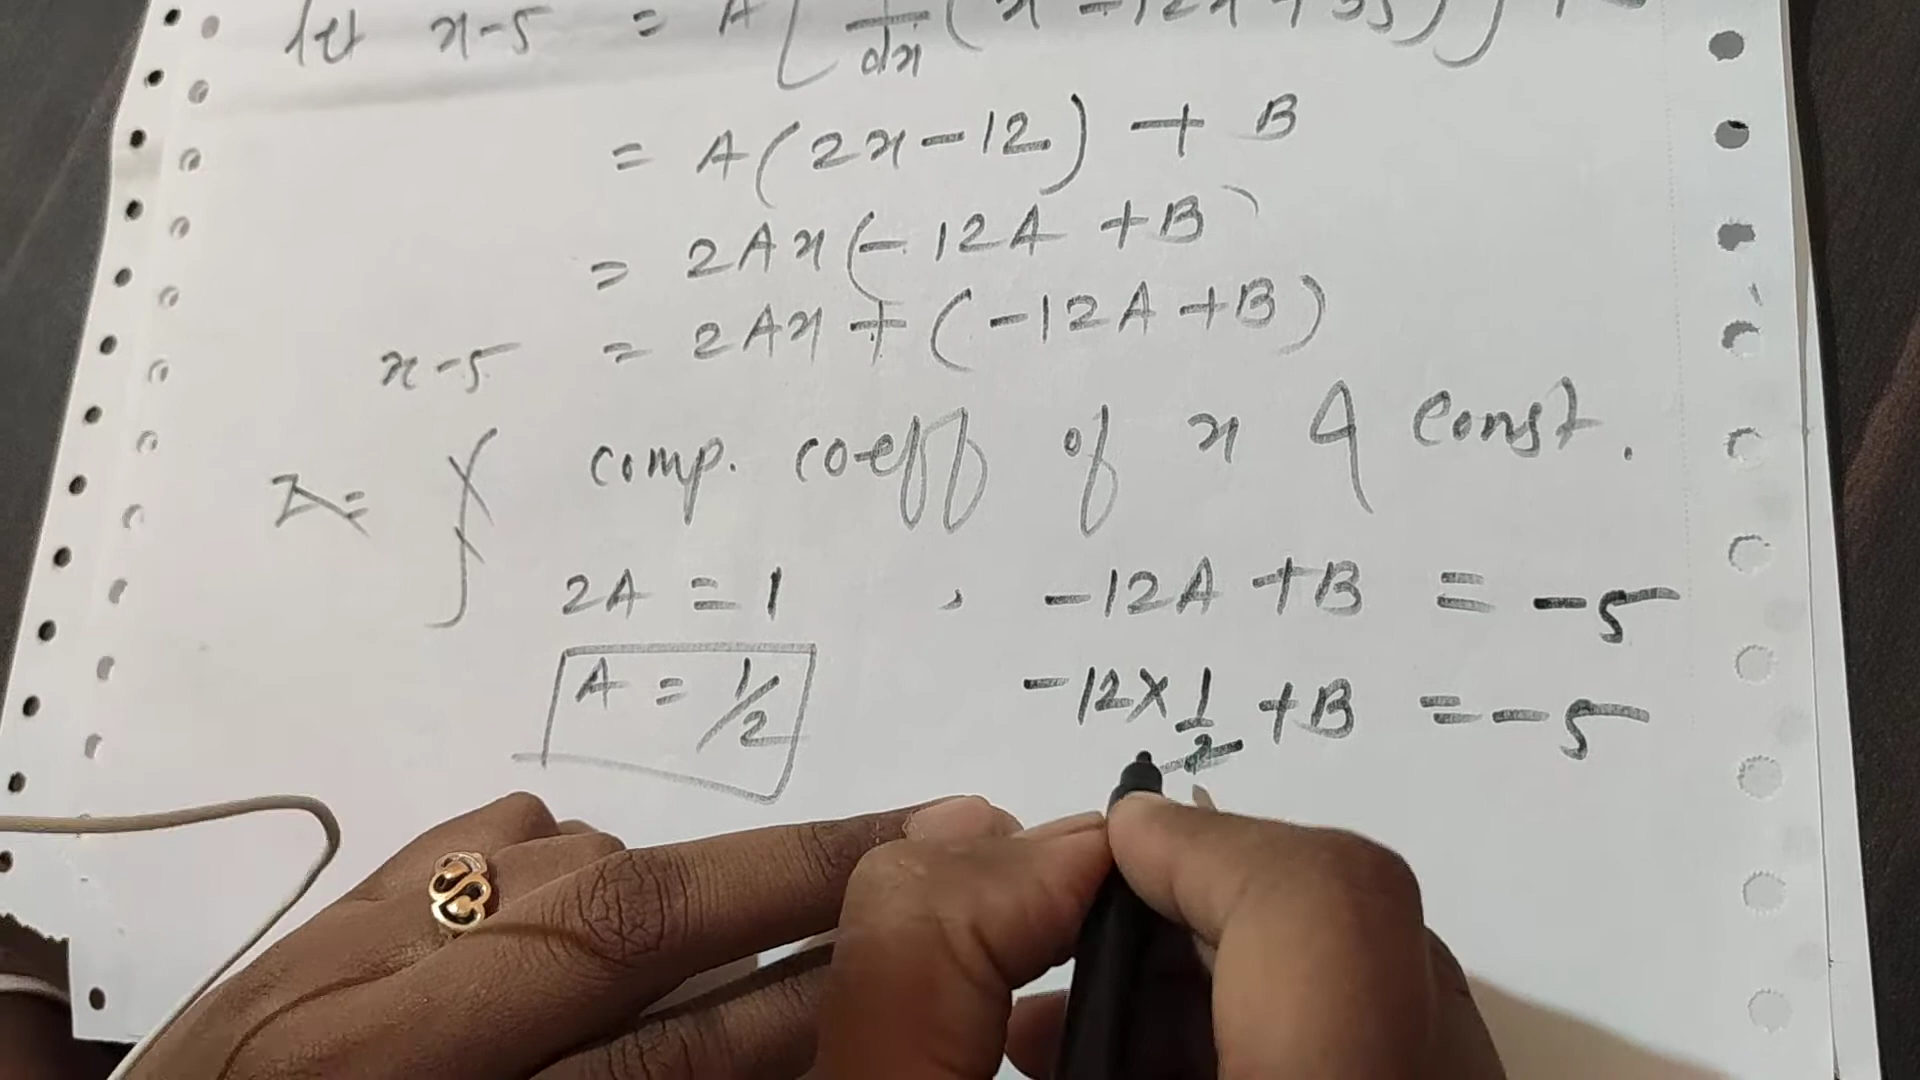 let x-5 = A[d/dx(x²-12x+35)]+B
= A(2x-12) + B
= 2Ax(-12A +B)
x-5 = 2Ax + (-12A+B)
I= ∫ comp. coeff of x & const.
2A = 1 , -12A +B = -5
A = 1/2 -12×1/2 +B = -5